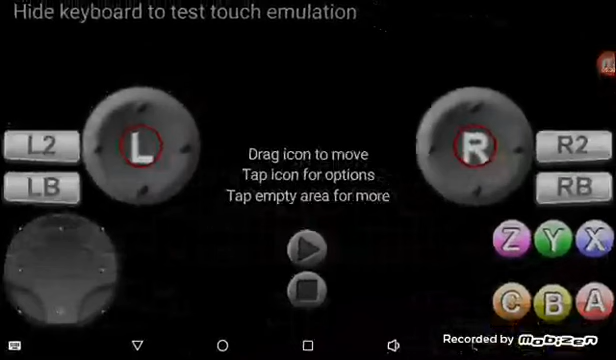 Hide keyboard to test touch emulation
L2
LB
L
Drag icon to move
Tap icon for options
Tap empty area for more
R
R2
RB
Z Y X
C B A
Recorded by mobizen